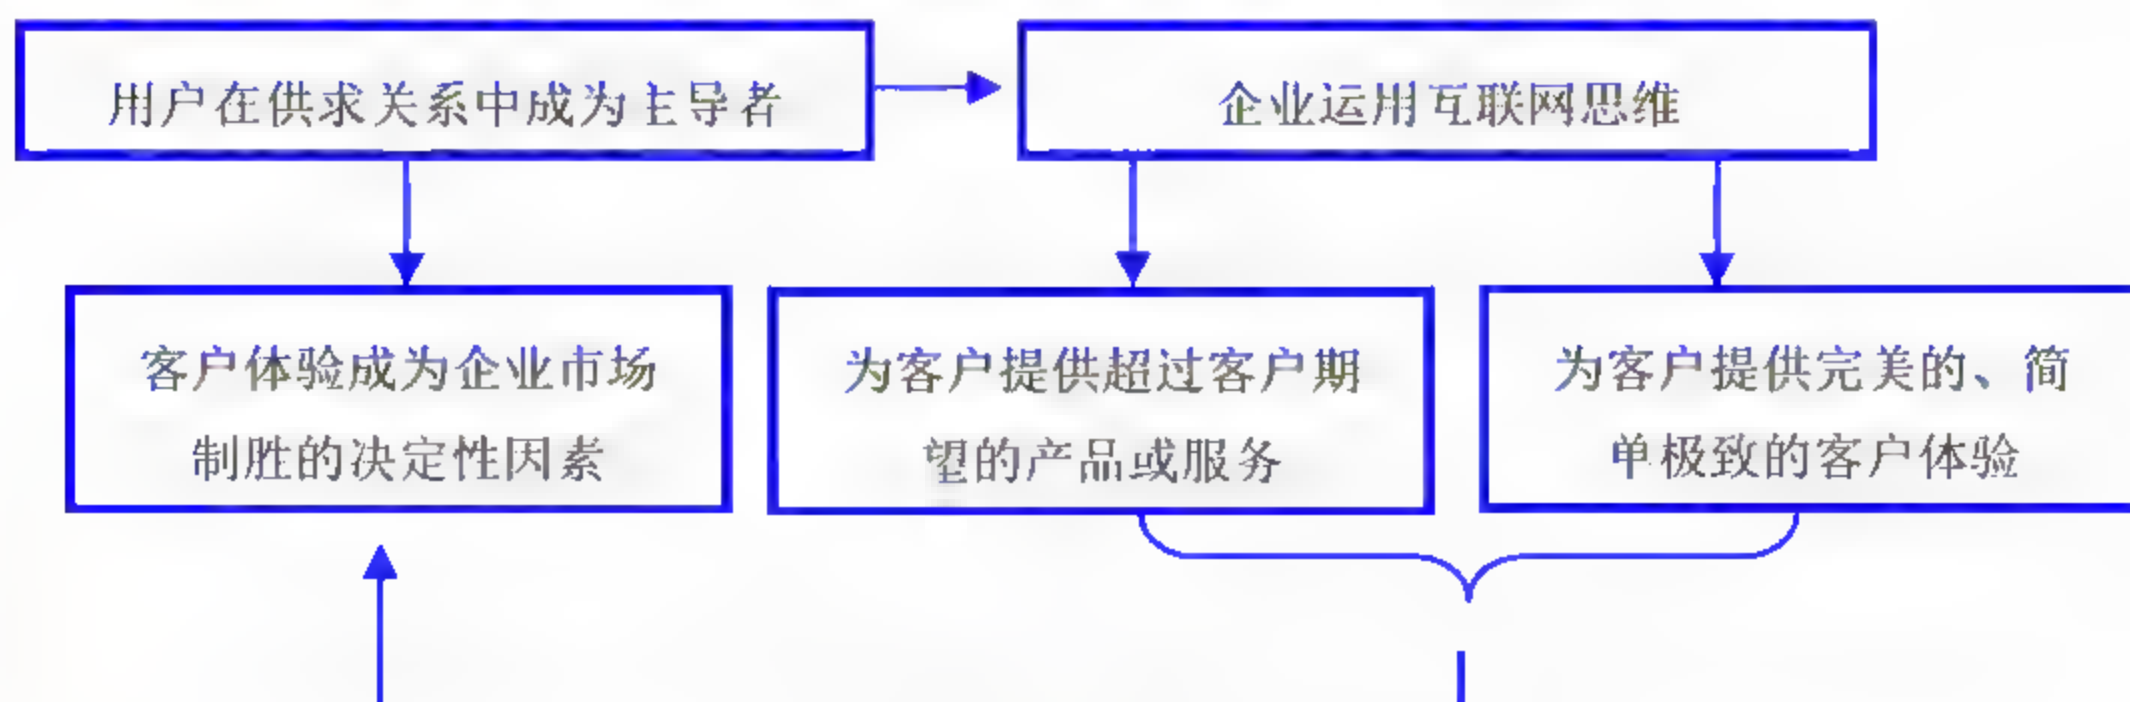 用户在供求关系中成为主导者
企业运用互联网思维
客户体验成为企业市场
制胜的决定性因素
为客户提供超过客户期
望的产品或服务
为客户提供完美的、简
单极致的客户体验